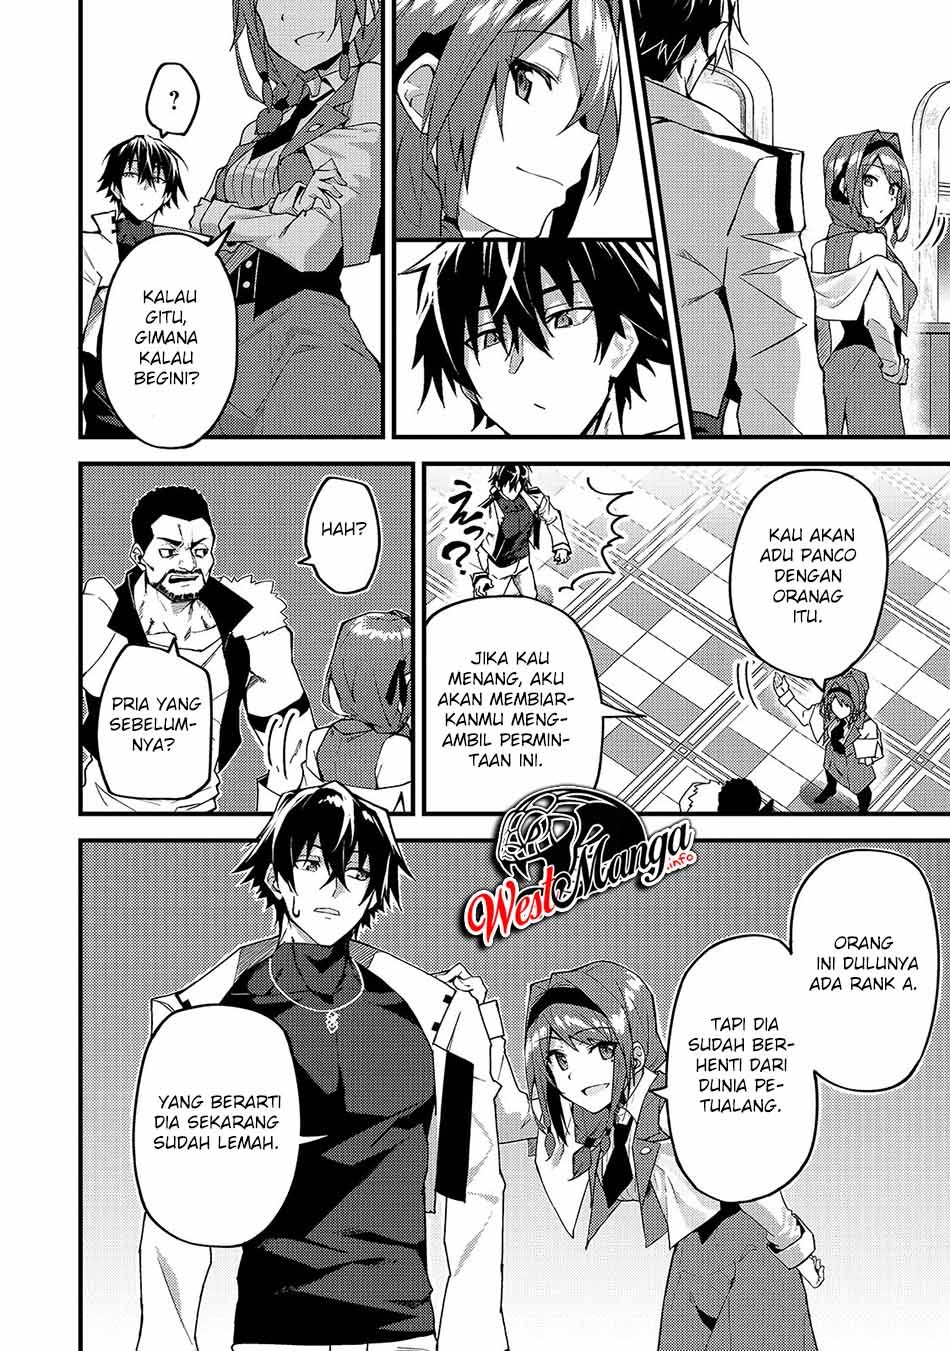 ?
KALAU
GITU,
GIMANA
KALAU
BEGINI?
KAU AKAN
ADU PANCO
DENGAN
ORANAG
ITU.
えっ?
JIKA KAU
MENANG, AKU
AKAN MEMBIAR-
KANMU MENG-
AMBIL PERMIN-
TAAN INI.
HAH?
PRIA YANG
SEBELUM-
NYA?
WestManga
.info
ORANG
INI DULUNYA
ADA RANK A.
TAPI DIA
SUDAH BER-
HENTI DARI
DUNIA PE-
TUALANG.
YANG BERARTI
DIA SEKARANG
SUDAH LEMAH.